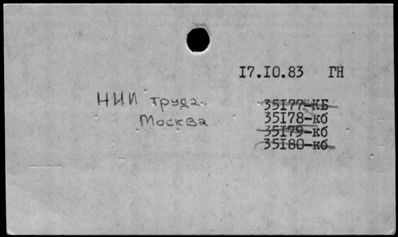 17.10.83 ГН
НИИ труда.
Москва
35177-КБ
35178-кб
35179-кб
35180-кб